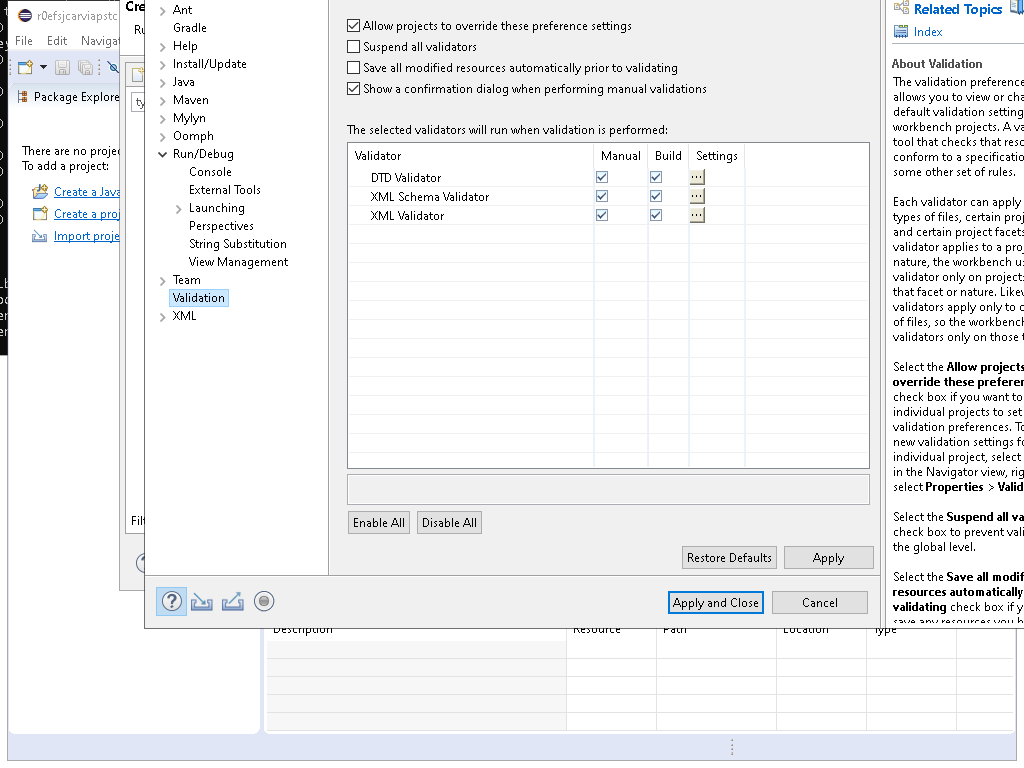 r0efsjcarviapstc
File Edit Naviga
Package Explore
There are no projec
To add a project:
Create a Java
Create a proj
Import proje
Cre
Ru
ty
Filt
Ant
Gradle
Help
Install/Update
Java
Maven
Mylyn
Oomph
Run/Debug
Console
External Tools
Launching
Perspectives
String Substitution
View Management
Team
Validation
XML
Allow projects to override these preference settings
Suspend all validators
Save all modified resources automatically prior to validating
Show a confirmation dialog when performing manual validations
The selected validators will run when validation is performed:
Validator Manual Build Settings
DTD Validator
XML Schema Validator
XML Validator
Enable All Disable All
Restore Defaults Apply
Apply and Close Cancel
Related Topics
Index
About Validation
The validation preference
allows you to view or cha
default validation setting
workbench projects. A va
tool that checks that reso
conform to a specificatio
some other set of rules.
Each validator can apply
types of files, certain proj
and certain project facets
validator applies to a proj
nature, the workbench u
validator only on projects
that facet or nature. Likev
validators apply only to c
of files, so the workbench
validators only on those t
Select the Allow projects
override these preferen
check box if you want to
individual projects to set
validation preferences. To
new validation settings fo
individual project, select
in the Navigator view, rig
select Properties > Valid
Select the Suspend all va
check box to prevent vali
the global level.
Select the Save all modif
resources automatically
validating check box if y
save any resources you h
Description Resource Path Location Type